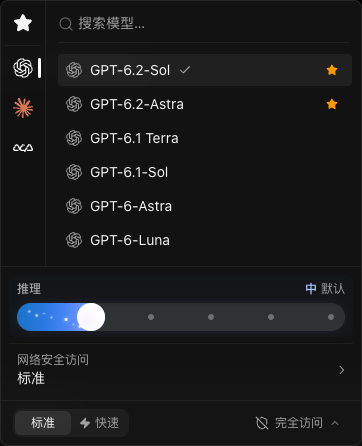 搜索模型...
GPT-6.2-Sol
GPT-6.2-Astra
GPT-6.1 Terra
GPT-6.1-Sol
GPT-6-Astra
GPT-6-Luna
推理 中 默认
网络安全访问
标准
标准 快速 完全访问